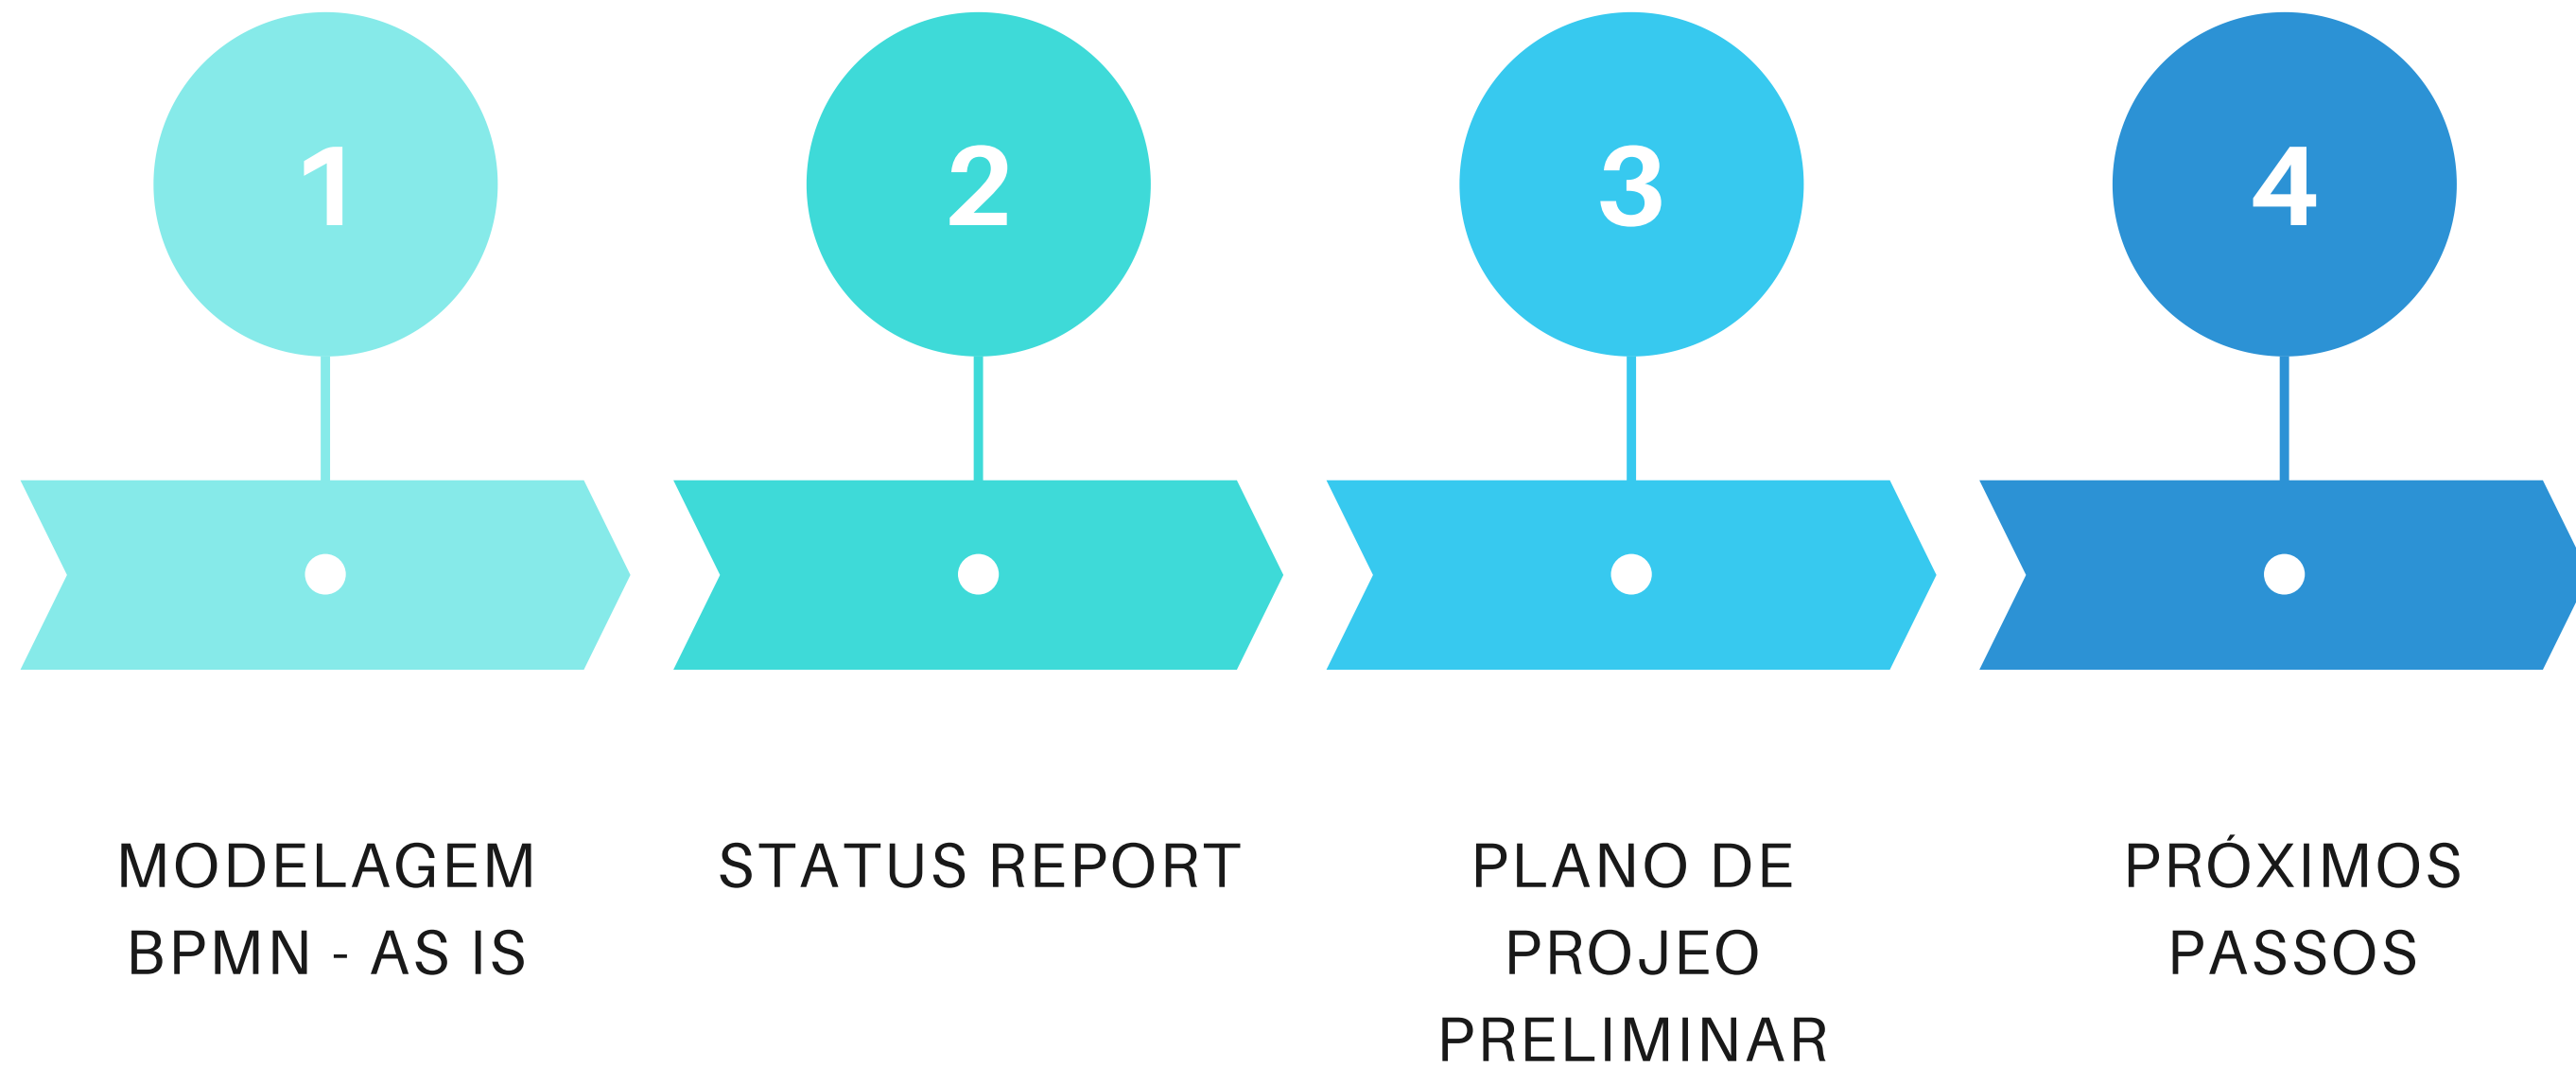 1
2
3
4
MODELAGEM
BPMN - AS IS
STATUS REPORT
PLANO DE
PROJEO
PRELIMINAR
PRÓXIMOS
PASSOS